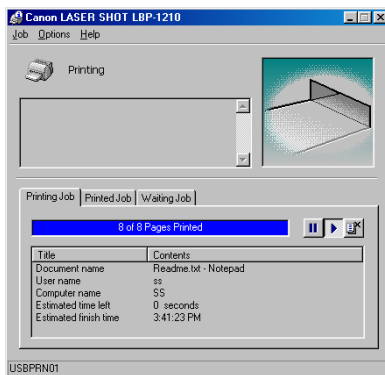 Canon LASER SHOT LBP-1210
Job Options Help
Printing
Printing Job Printed Job Waiting Job
8 of 8 Pages Printed
Title Contents
Document name Readme.txt - Notepad
User name ss
Computer name SS
Estimated time left 0 seconds
Estimated finish time 3:41:23 PM
USBPRN01